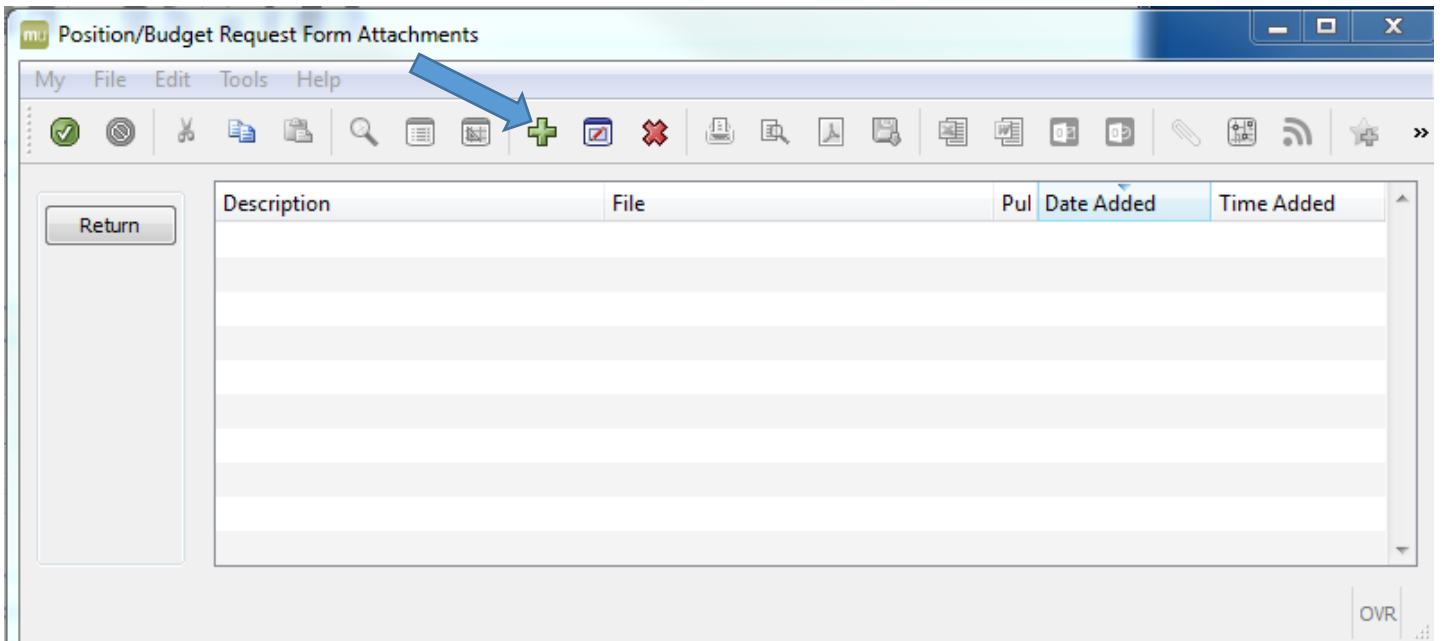 mu Position/Budget Request Form Attachments
My File Edit Tools Help
Return
Description File Pul Date Added Time Added
OVR